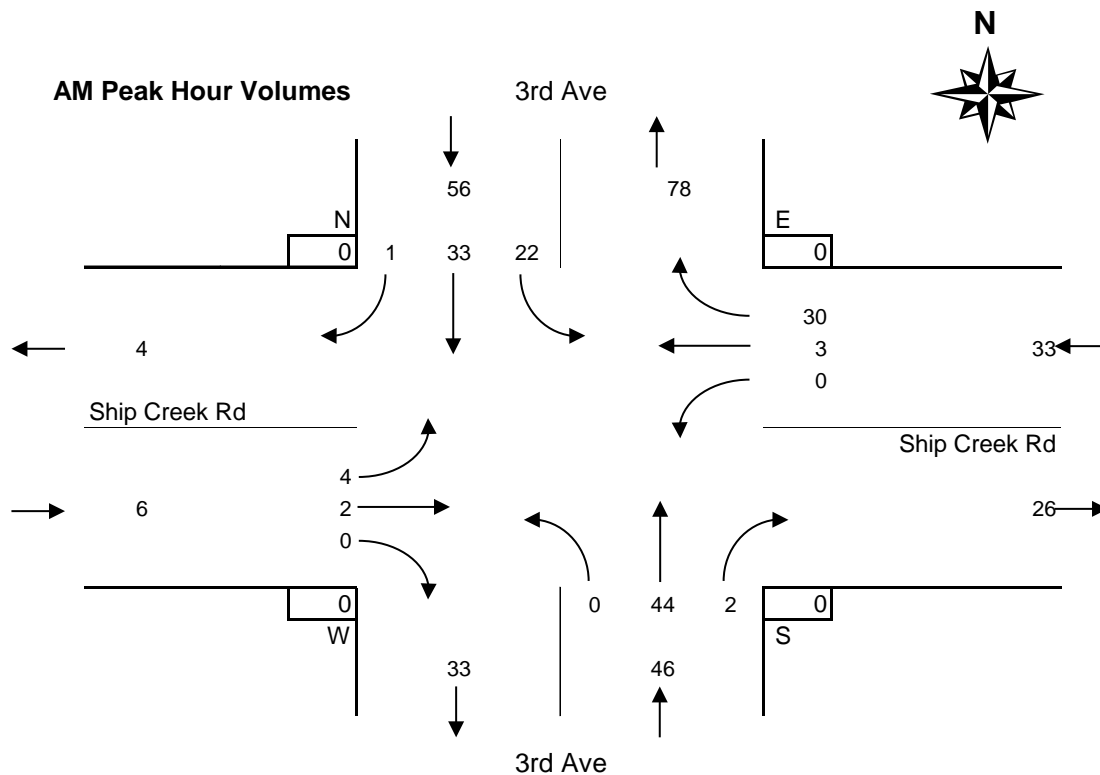 N
AM Peak Hour Volumes 3rd Ave
56 78
N E
0 1 33 22 0
30
4 3 33
0
Ship Creek Rd
Ship Creek Rd
4
6 2 26
0
0 0 44 2 0
W S
33 46
3rd Ave